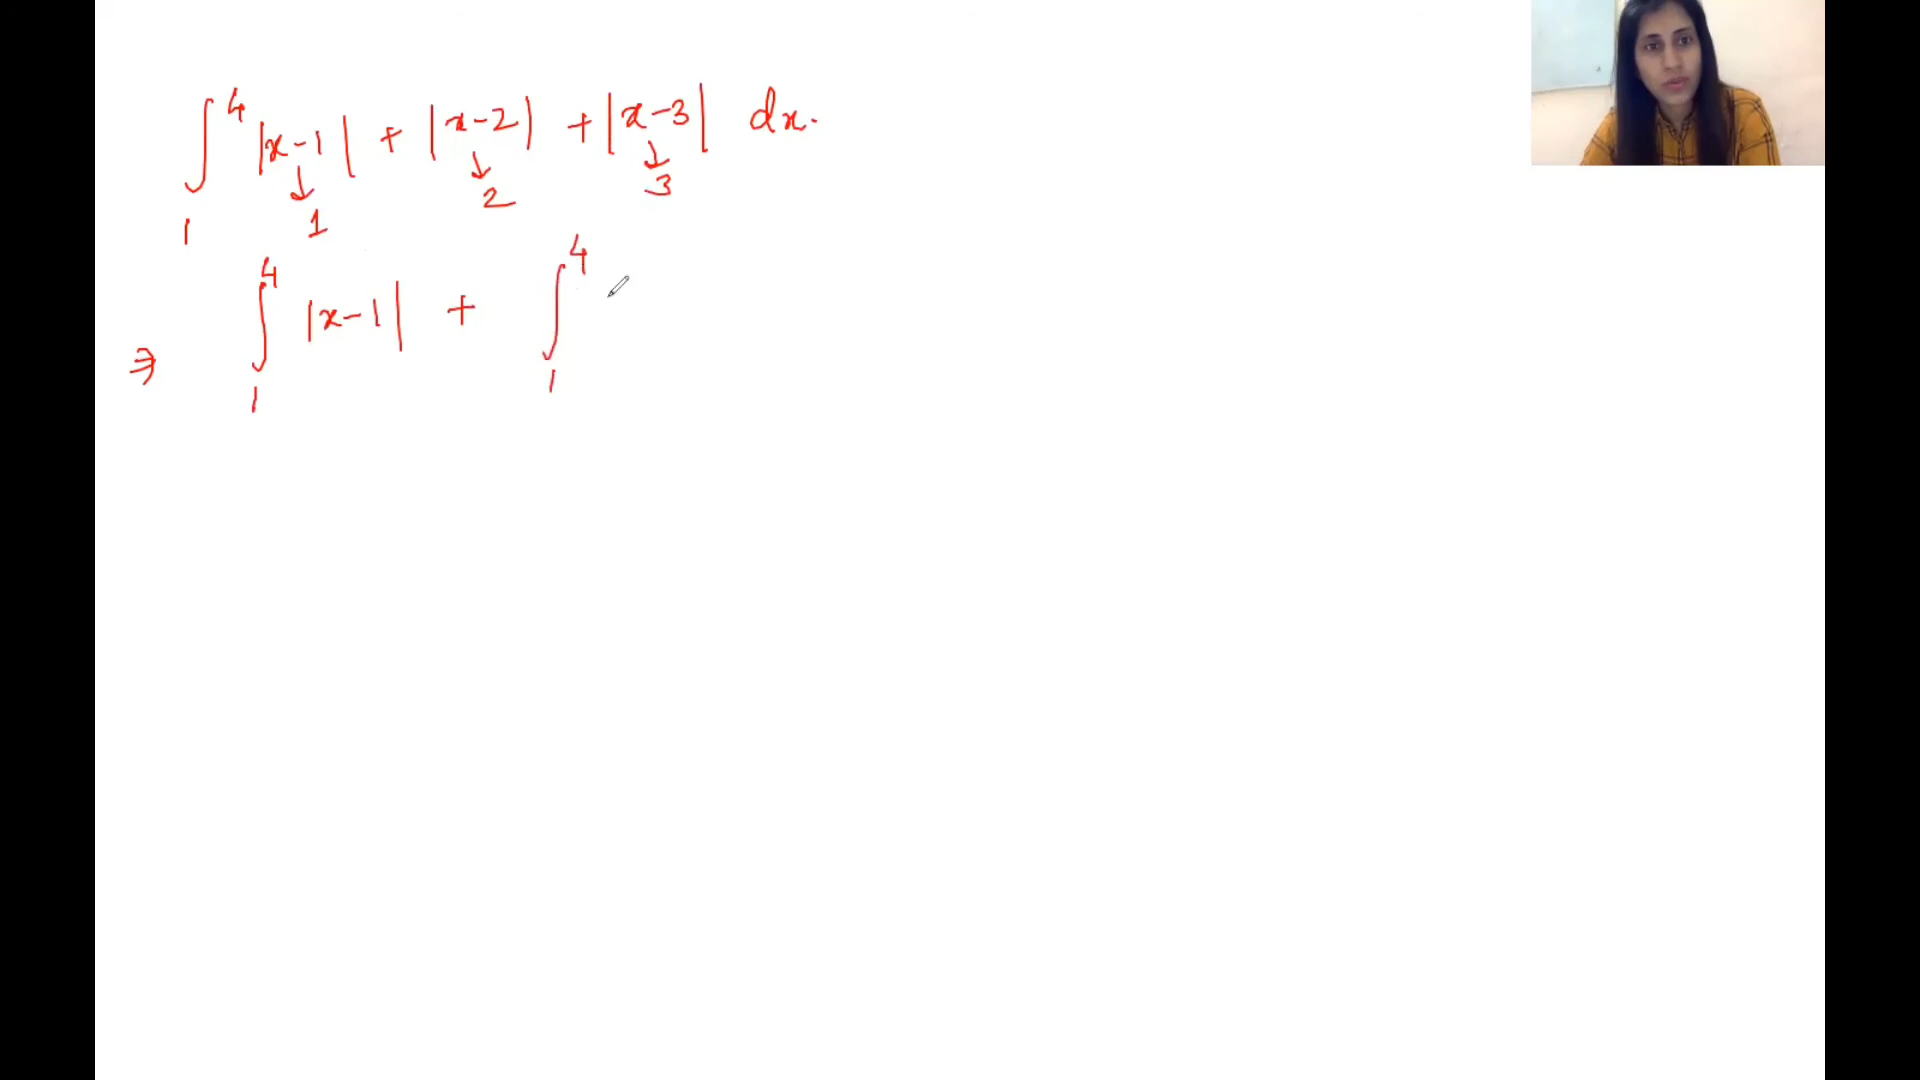 ∫₁⁴ |x-1| + |x-2| + |x-3| dx.
↓ ↓ ↓
1 2 3
⇒ ∫₁⁴ |x-1| + ∫₁⁴